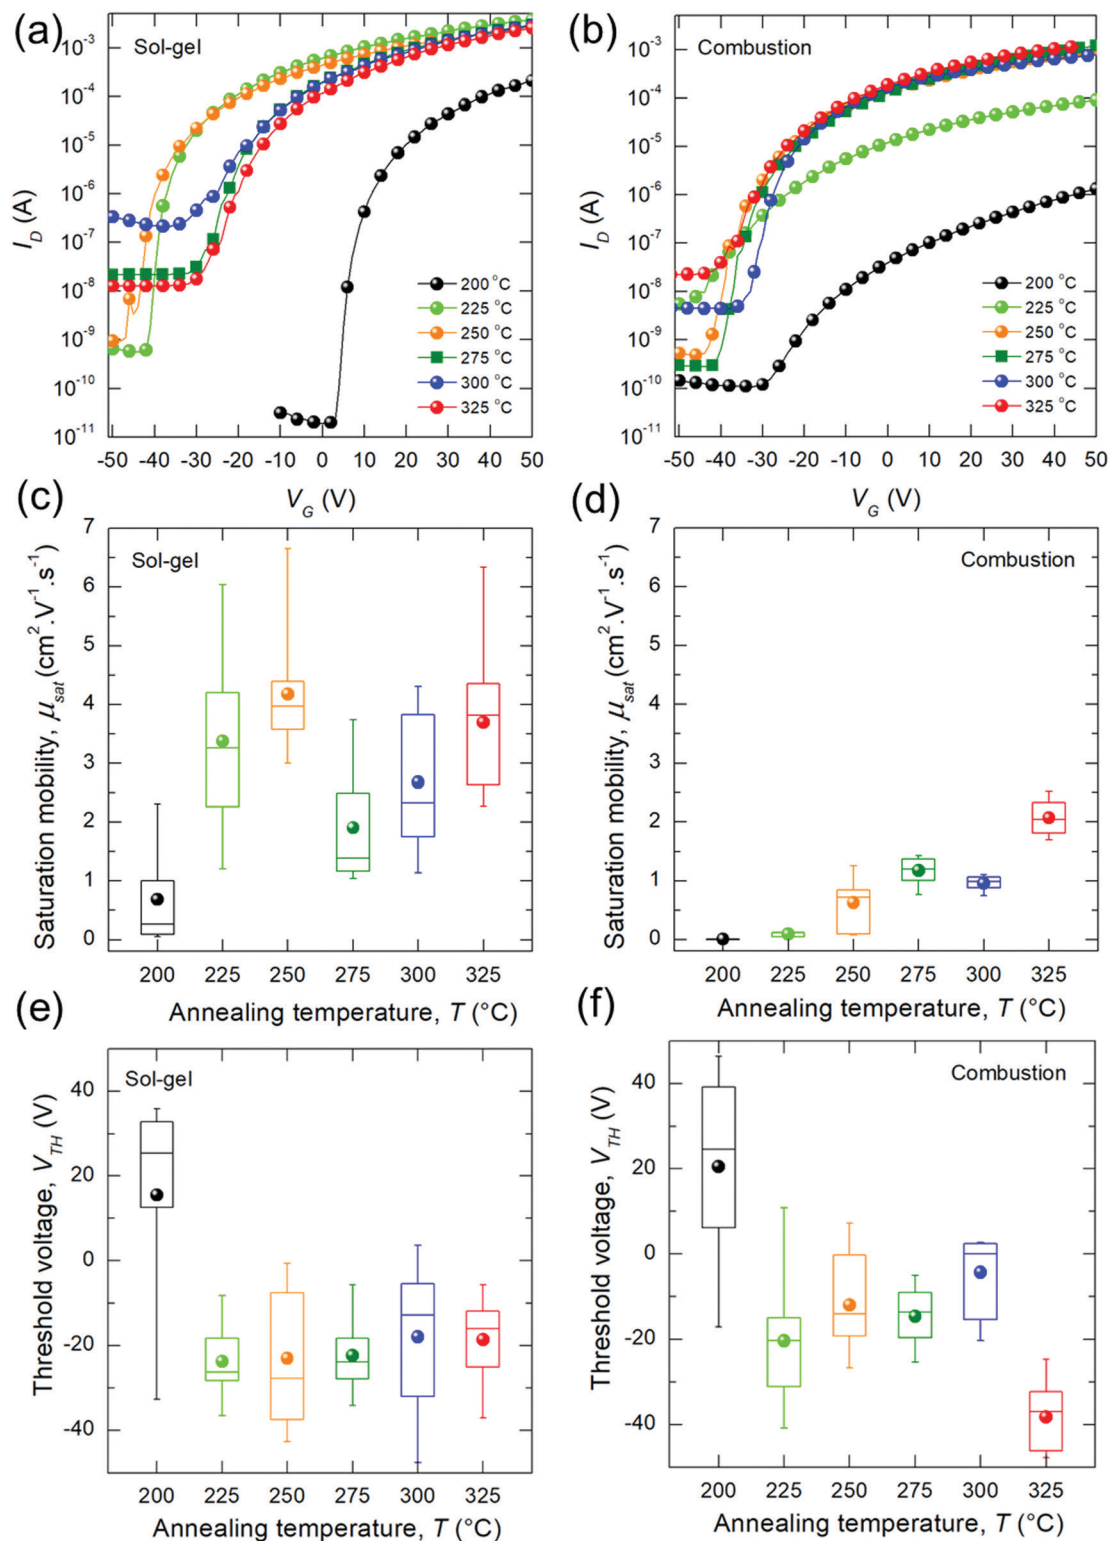 (a)
Sol-gel
10⁻³
10⁻⁴
10⁻⁵
10⁻⁶
10⁻⁷
10⁻⁸
10⁻⁹
10⁻¹⁰
10⁻¹¹
I_D (A)
200 °C
225 °C
250 °C
275 °C
300 °C
325 °C
-50 -40 -30 -20 -10 0 10 20 30 40 50
V_G (V)
(b)
Combustion
10⁻³
10⁻⁴
10⁻⁵
10⁻⁶
10⁻⁷
10⁻⁸
10⁻⁹
10⁻¹⁰
10⁻¹¹
I_D (A)
200 °C
225 °C
250 °C
275 °C
300 °C
325 °C
-50 -40 -30 -20 -10 0 10 20 30 40 50
V_G (V)
(c)
Sol-gel
7
6
5
4
3
2
1
0
Saturation mobility, μ_sat (cm².V⁻¹.s⁻¹)
200 225 250 275 300 325
Annealing temperature, T (°C)
(d)
Combustion
7
6
5
4
3
2
1
0
Saturation mobility, μ_sat (cm².V⁻¹.s⁻¹)
200 225 250 275 300 325
Annealing temperature, T (°C)
(e)
Sol-gel
40
20
0
-20
-40
Threshold voltage, V_TH (V)
200 225 250 275 300 325
Annealing temperature, T (°C)
(f)
Combustion
40
20
0
-20
-40
Threshold voltage, V_TH (V)
200 225 250 275 300 325
Annealing temperature, T (°C)